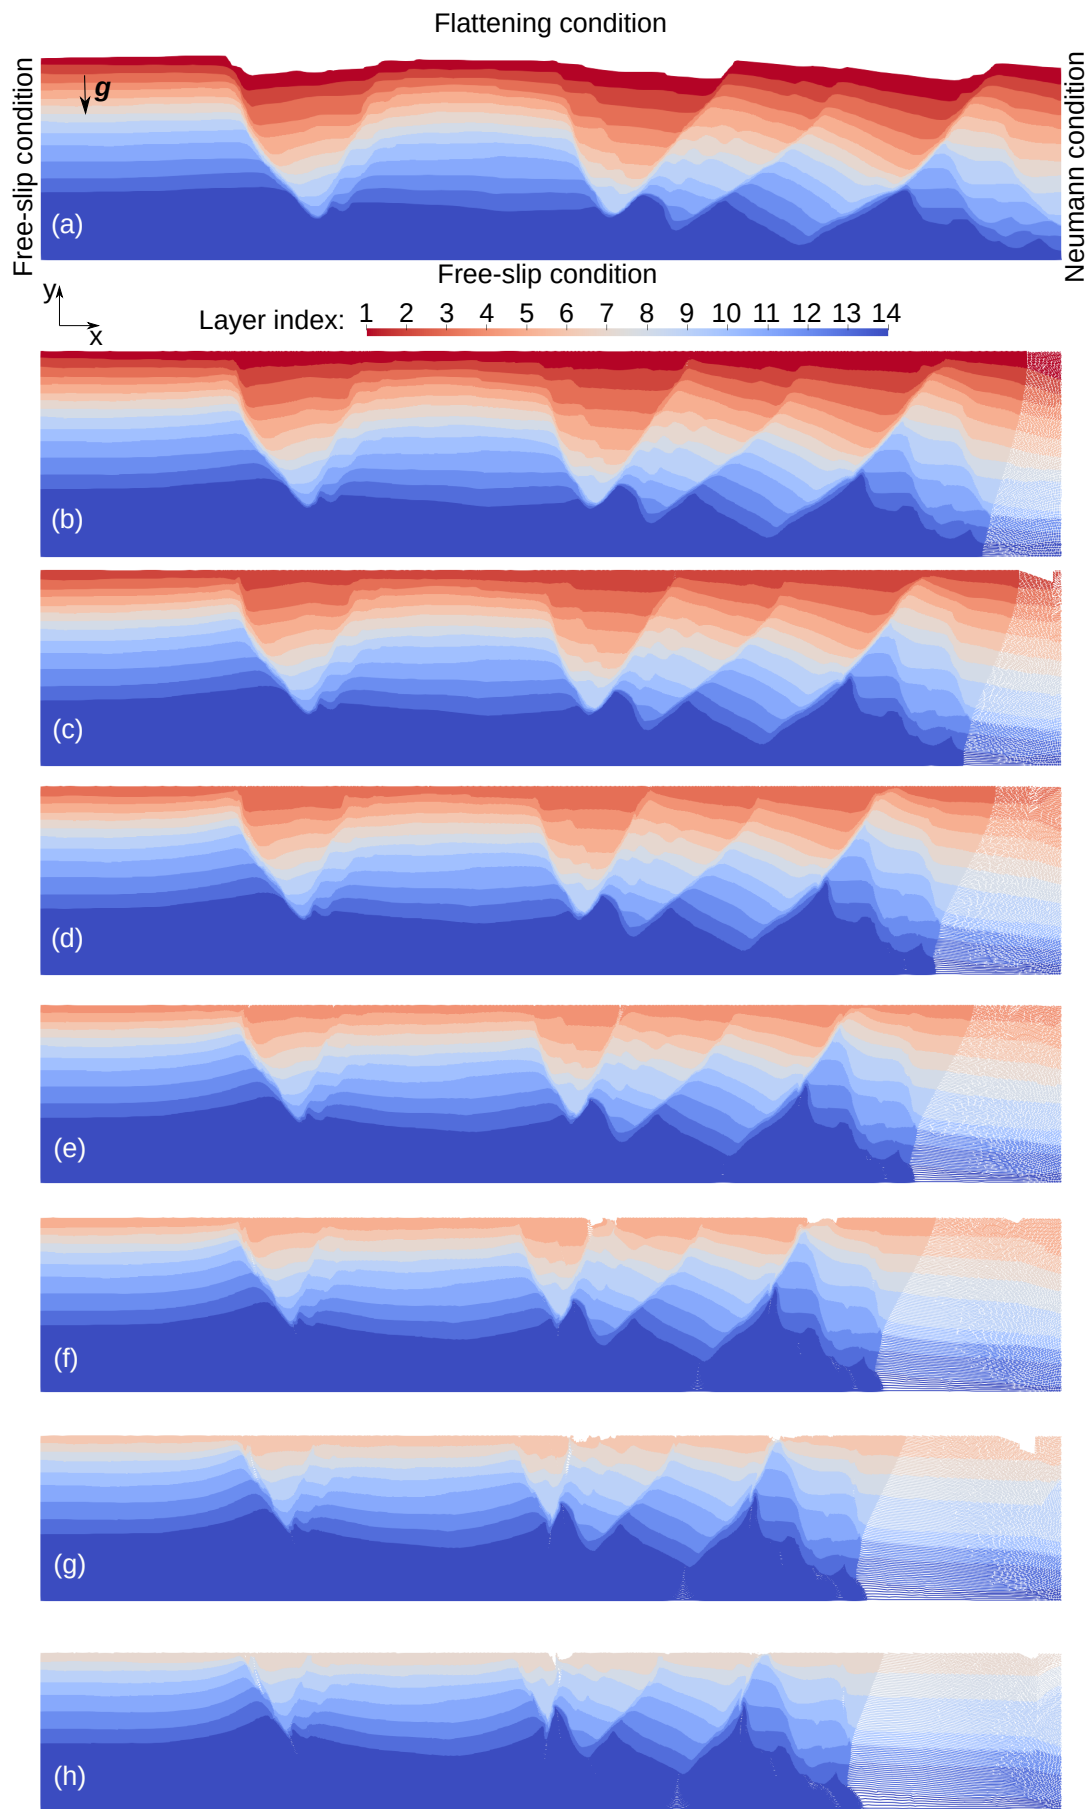 Flattening condition
Free-slip condition
g
Neumann condition
(a)
Free-slip condition
y
x
Layer index: 1 2 3 4 5 6 7 8 9 10 11 12 13 14
(b)
(c)
(d)
(e)
(f)
(g)
(h)